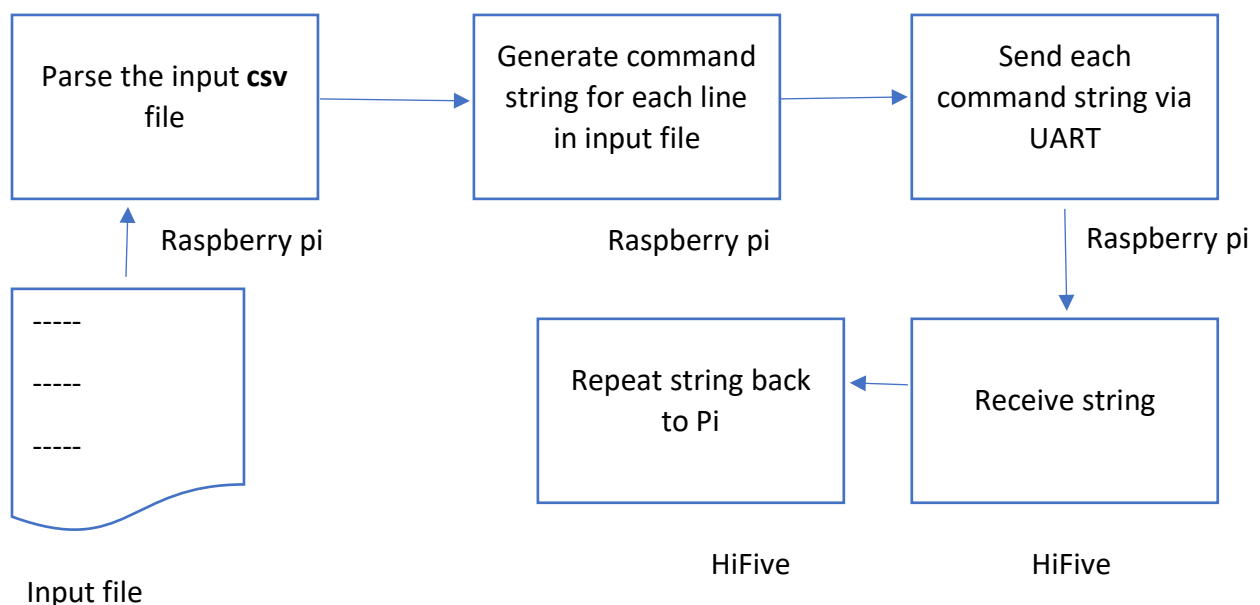 Parse the input csv
file
Generate command
string for each line
in input file
Send each
command string via
UART
Raspberry pi
Raspberry pi
Raspberry pi
-----
-----
-----
Repeat string back
to Pi
Receive string
HiFive
HiFive
Input file